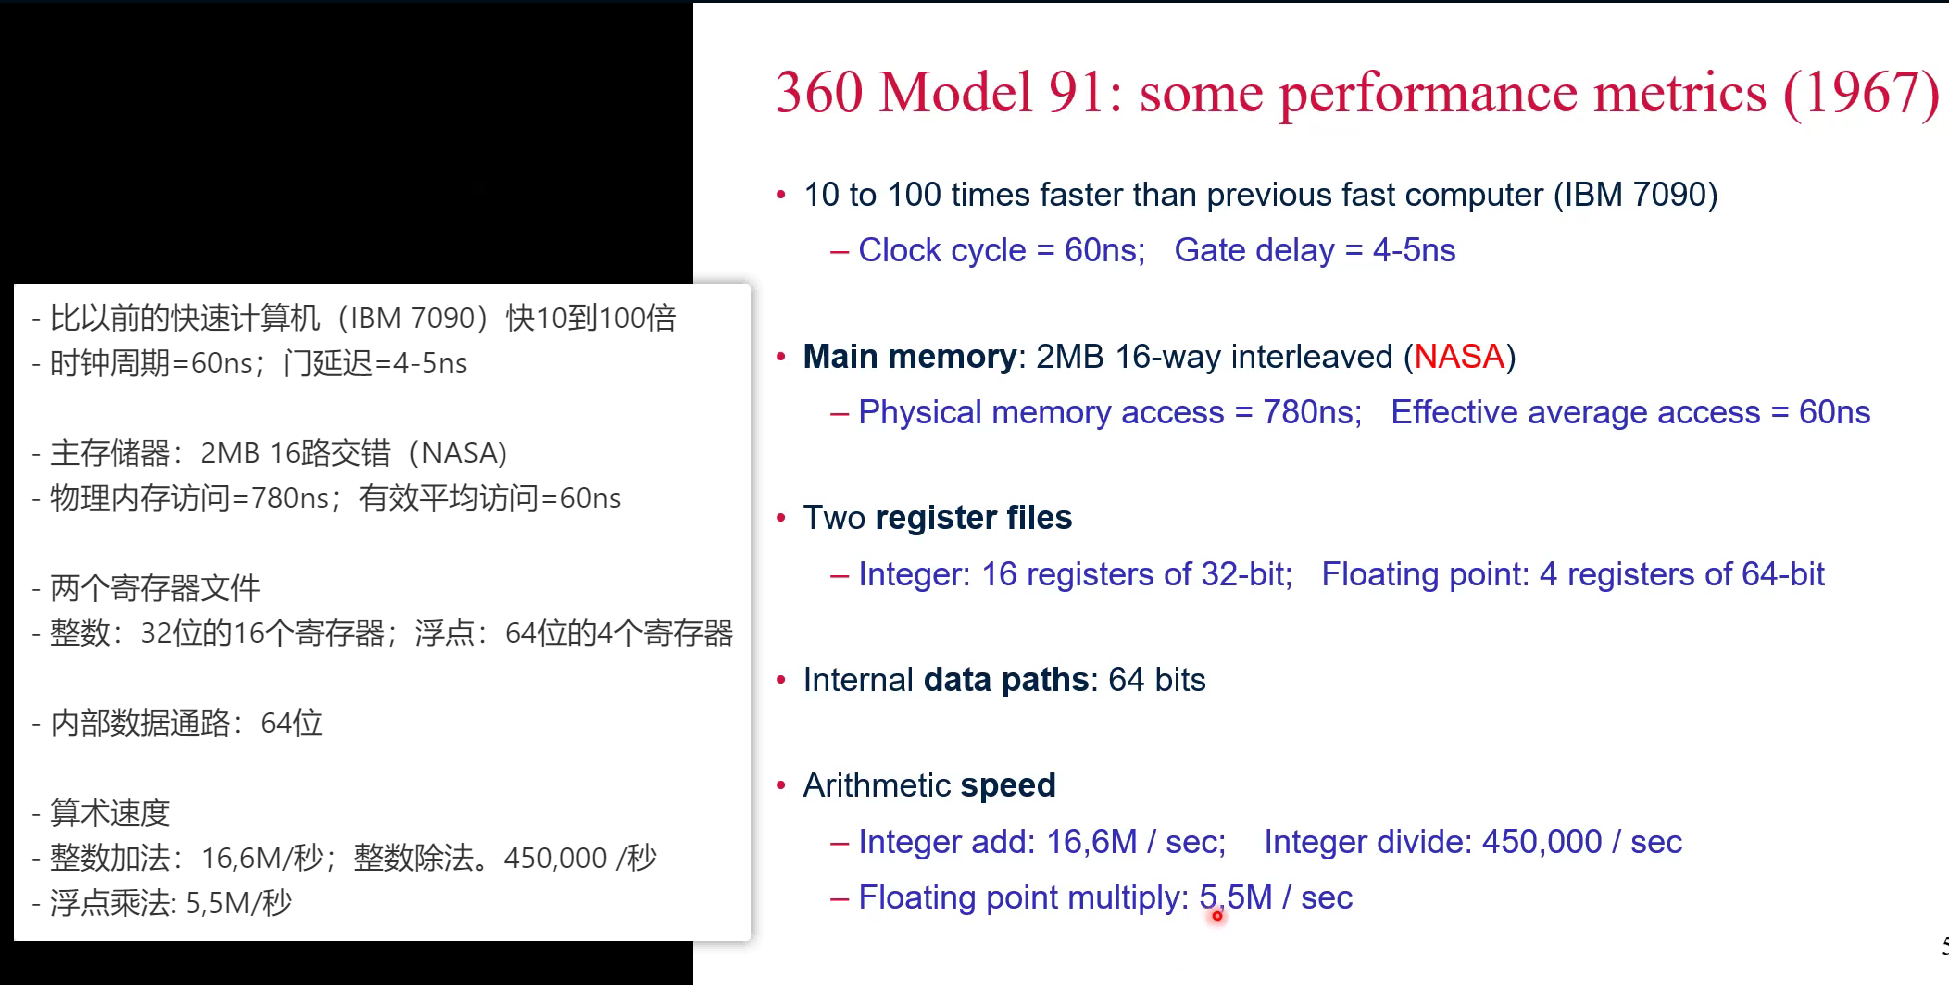 360 Model 91: some performance metrics (1967)
• 10 to 100 times faster than previous fast computer (IBM 7090)
– Clock cycle = 60ns; Gate delay = 4-5ns
• Main memory: 2MB 16-way interleaved (NASA)
– Physical memory access = 780ns; Effective average access = 60ns
• Two register files
– Integer: 16 registers of 32-bit; Floating point: 4 registers of 64-bit
• Internal data paths: 64 bits
• Arithmetic speed
– Integer add: 16,6M / sec; Integer divide: 450,000 / sec
– Floating point multiply: 5,5M / sec
- 比以前的快速计算机（IBM 7090）快10到100倍
- 时钟周期=60ns；门延迟=4-5ns
- 主存储器：2MB 16路交错（NASA)
- 物理内存访问=780ns；有效平均访问=60ns
- 两个寄存器文件
- 整数：32位的16个寄存器；浮点：64位的4个寄存器
- 内部数据通路：64位
- 算术速度
- 整数加法：16,6M/秒；整数除法。450,000 /秒
- 浮点乘法: 5,5M/秒